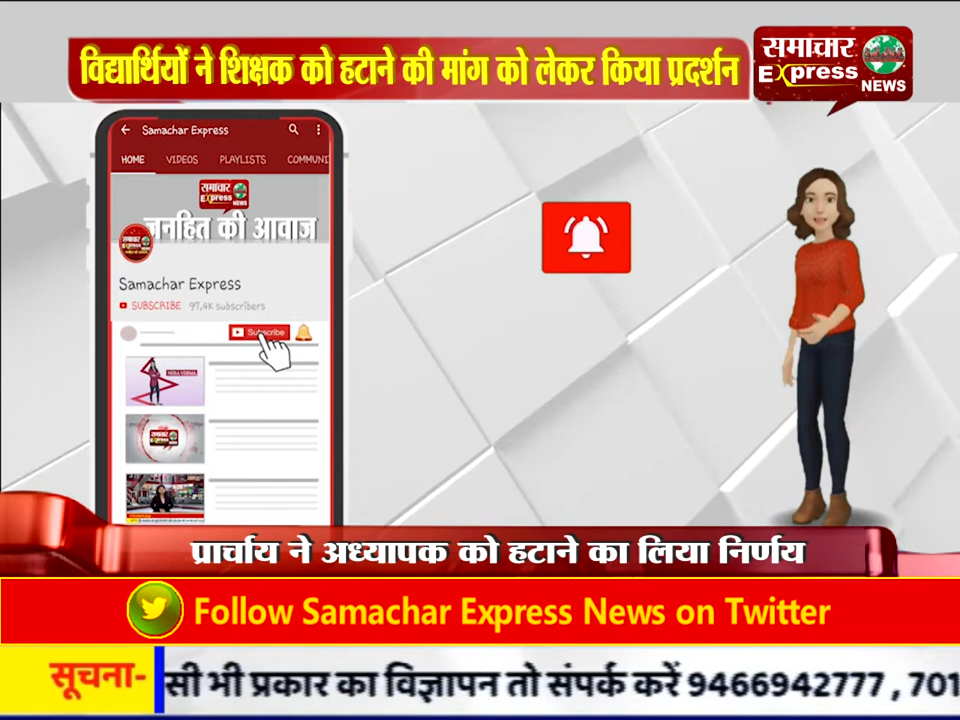 विद्यार्थियों ने शिक्षक को हटाने की मांग को लेकर किया प्रदर्शन
समाचार
Express
NEWS
Samachar Express
HOME VIDEOS PLAYLISTS COMMUNI
समाचार
Express
NEWS
जनहित की आवाज
Samachar Express
SUBSCRIBE 97.4K subscribers
Subscribe
प्रार्चाय ने अध्यापक को हटाने का लिया निर्णय
Follow Samachar Express News on Twitter
सूचना- सी भी प्रकार का विज्ञापन तो संपर्क करें 9466942777 , 701